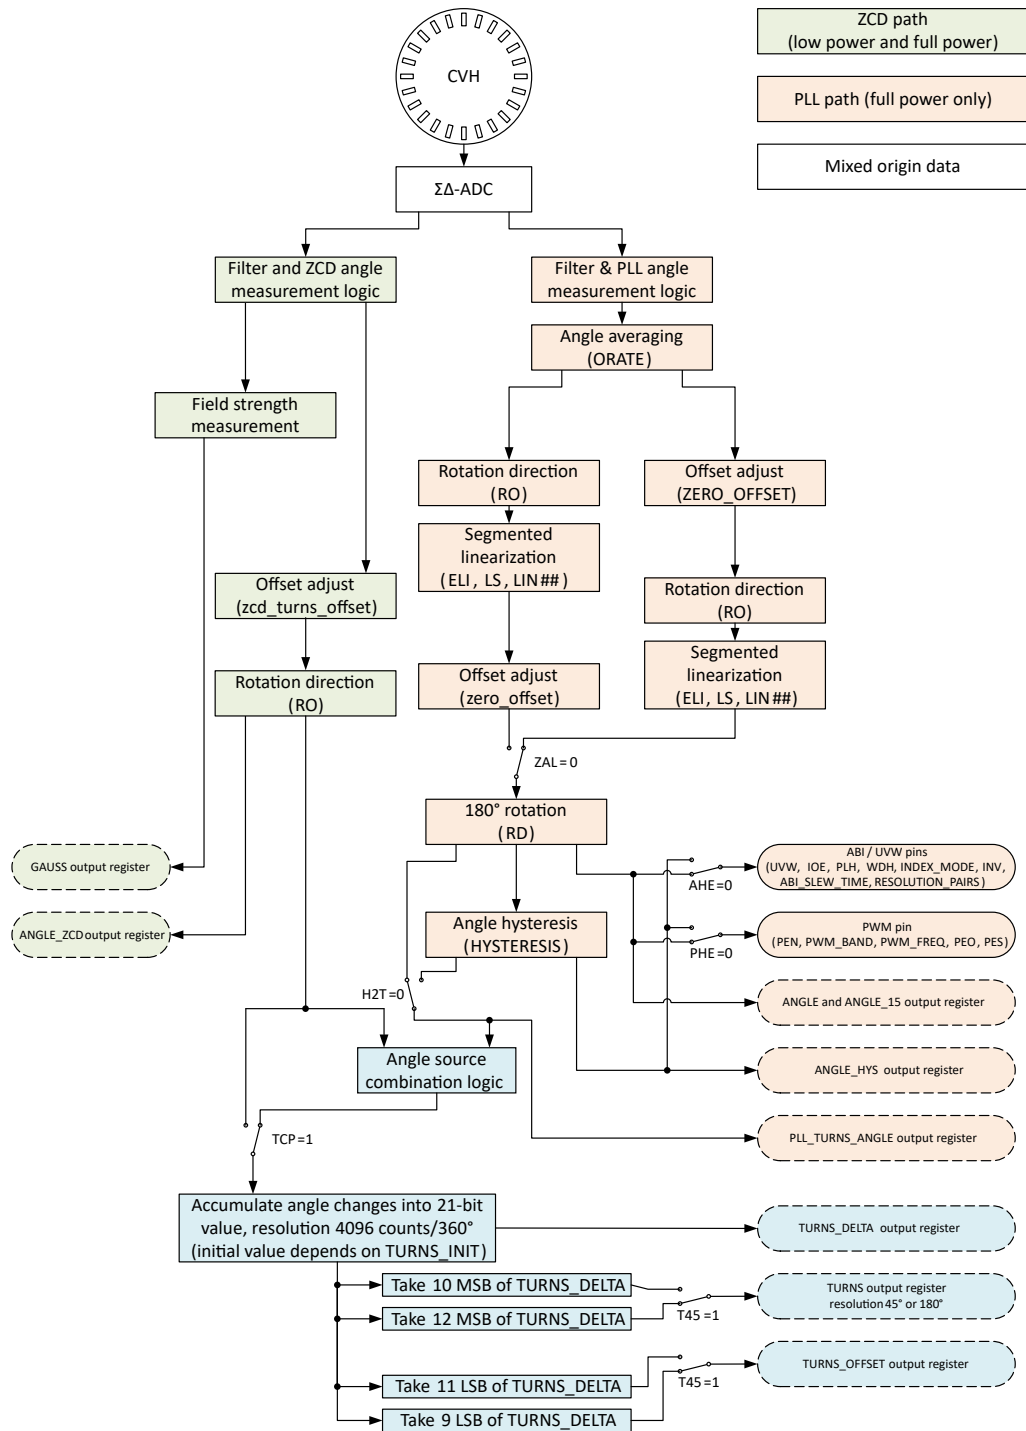 CVH
ZCD path
(low power and full power)
PLL path (full power only)
Mixed origin data
ΣΔ-ADC
Filter and ZCD angle
measurement logic
Filter & PLL angle
measurement logic
Angle averaging
(ORATE)
Field strength
measurement
Rotation direction
(RO)
Offset adjust
(ZERO_OFFSET)
Segmented
linearization
(ELI, LS, LIN##)
Offset adjust
(zcd_turns_offset)
Rotation direction
(RO)
Rotation direction
(RO)
Offset adjust
(zero_offset)
Segmented
linearization
(ELI, LS, LIN##)
ZAL=0
180° rotation
(RD)
GAUSS output register
ABI / UVW pins
(UVW, IOE, PLH, WDH, INDEX_MODE, INV,
ABI_SLEW_TIME, RESOLUTION_PAIRS)
AHE=0
ANGLE_ZCD output register
Angle hysteresis
(HYSTERESIS)
PWM pin
(PEN, PWM_BAND, PWM_FREQ, PEO, PES)
PHE=0
H2T=0
ANGLE and ANGLE_15 output register
Angle source
combination logic
ANGLE_HYS output register
TCP=1
PLL_TURNS_ANGLE output register
Accumulate angle changes into 21-bit
value, resolution 4096 counts/360°
(initial value depends on TURNS_INIT)
TURNS_DELTA output register
Take 10 MSB of TURNS_DELTA
Take 12 MSB of TURNS_DELTA
T45=1
TURNS output register
resolution 45° or 180°
Take 11 LSB of TURNS_DELTA
Take 9 LSB of TURNS_DELTA
T45=1
TURNS_OFFSET output register